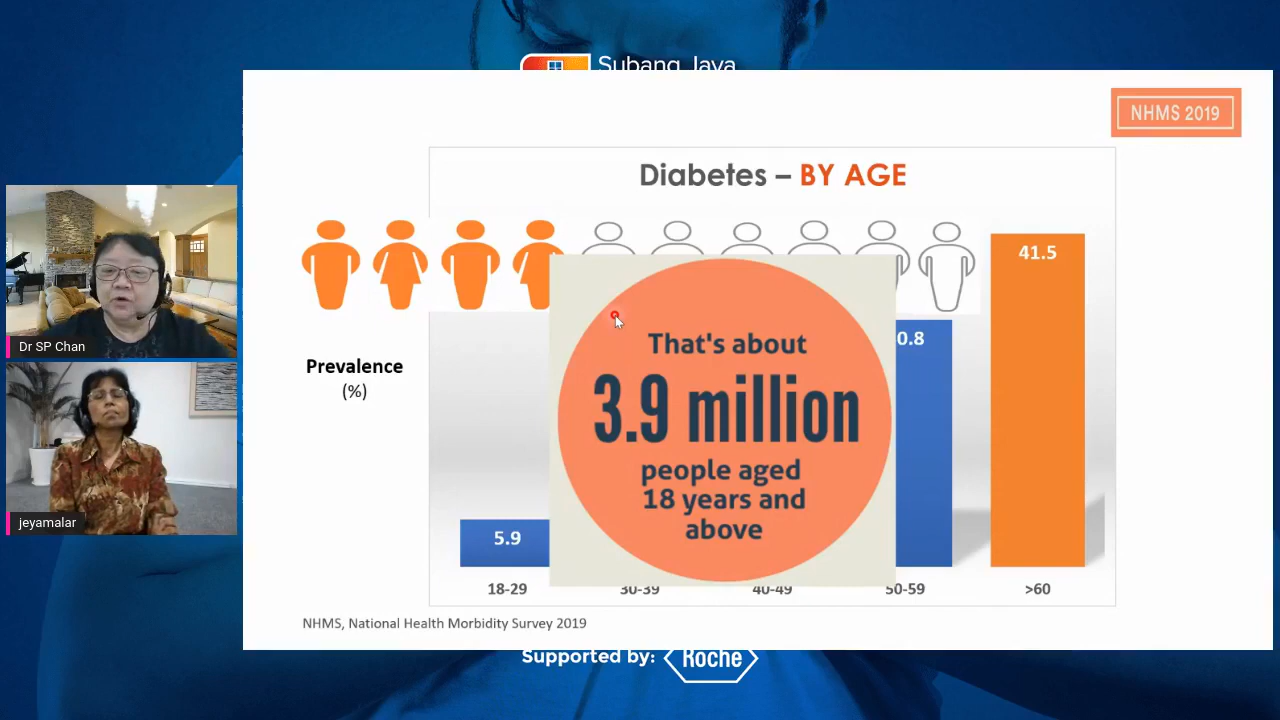 Subang Jaya
NHMS 2019
Diabetes – BY AGE
41.5
0.8
That's about
3.9 million
people aged
18 years and
above
Prevalence
(%)
5.9
18-29
30-39
40-49
50-59
>60
NHMS, National Health Morbidity Survey 2019
Dr SP Chan
jeyamalar
Supported by:
Roche